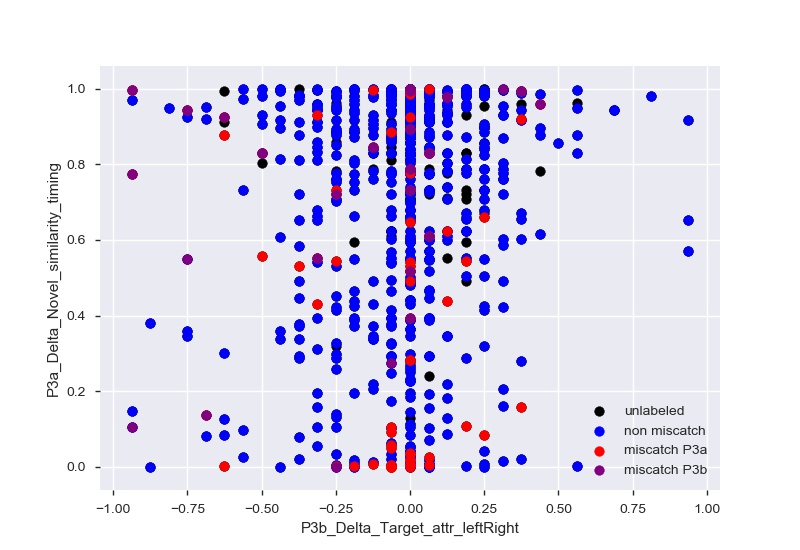 1.0
0.8
0.6
0.4
0.2
0.0
P3a_Delta_Novel_similarity_timing
unlabeled
non miscatch
miscatch P3a
miscatch P3b
−1.00 −0.75 −0.50 −0.25 0.00 0.25 0.50 0.75 1.00
P3b_Delta_Target_attr_leftRight